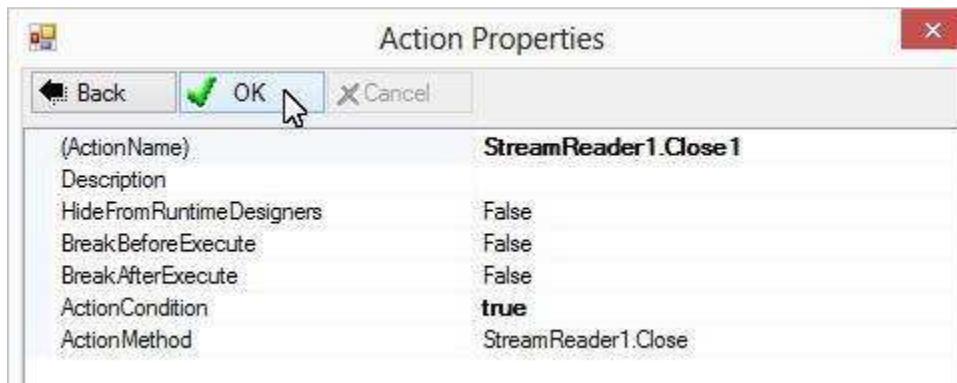 Action Properties
Back OK Cancel
(ActionName) StreamReader1.Close1
Description
HideFromRuntimeDesigners False
BreakBeforeExecute False
BreakAfterExecute False
ActionCondition true
ActionMethod StreamReader1.Close